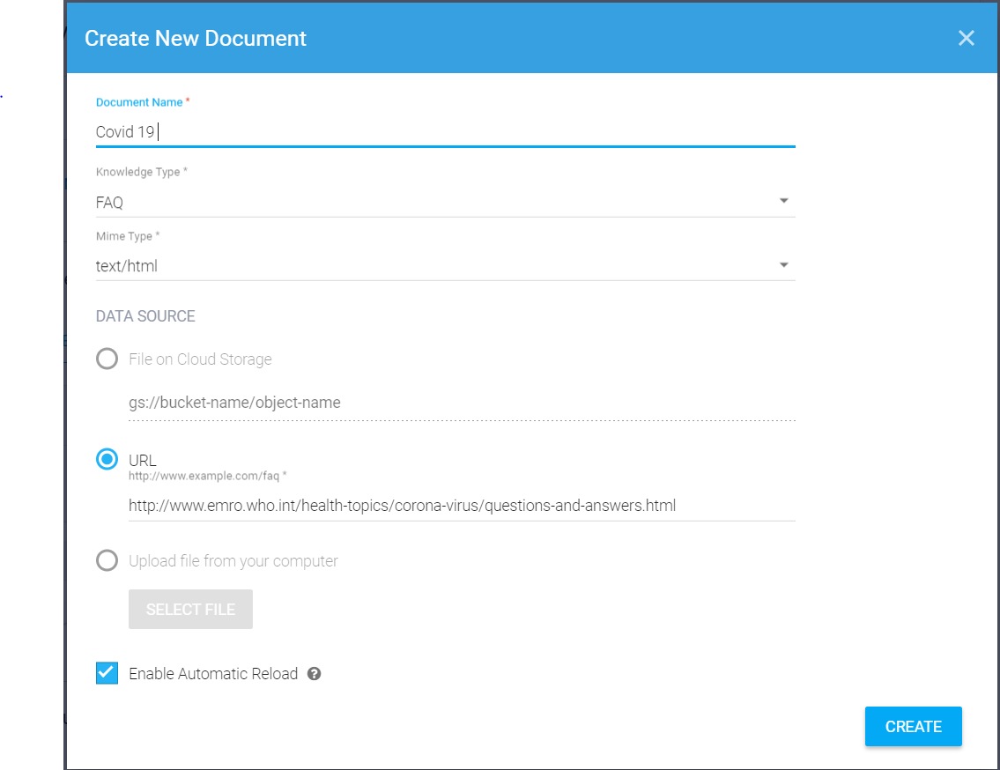 Create New Document
Document Name *
Covid 19
Knowledge Type *
FAQ
Mime Type *
text/html
DATA SOURCE
File on Cloud Storage
gs://bucket-name/object-name
URL
http://www.example.com/faq *
http://www.emro.who.int/health-topics/corona-virus/questions-and-answers.html
Upload file from your computer
SELECT FILE
Enable Automatic Reload
CREATE